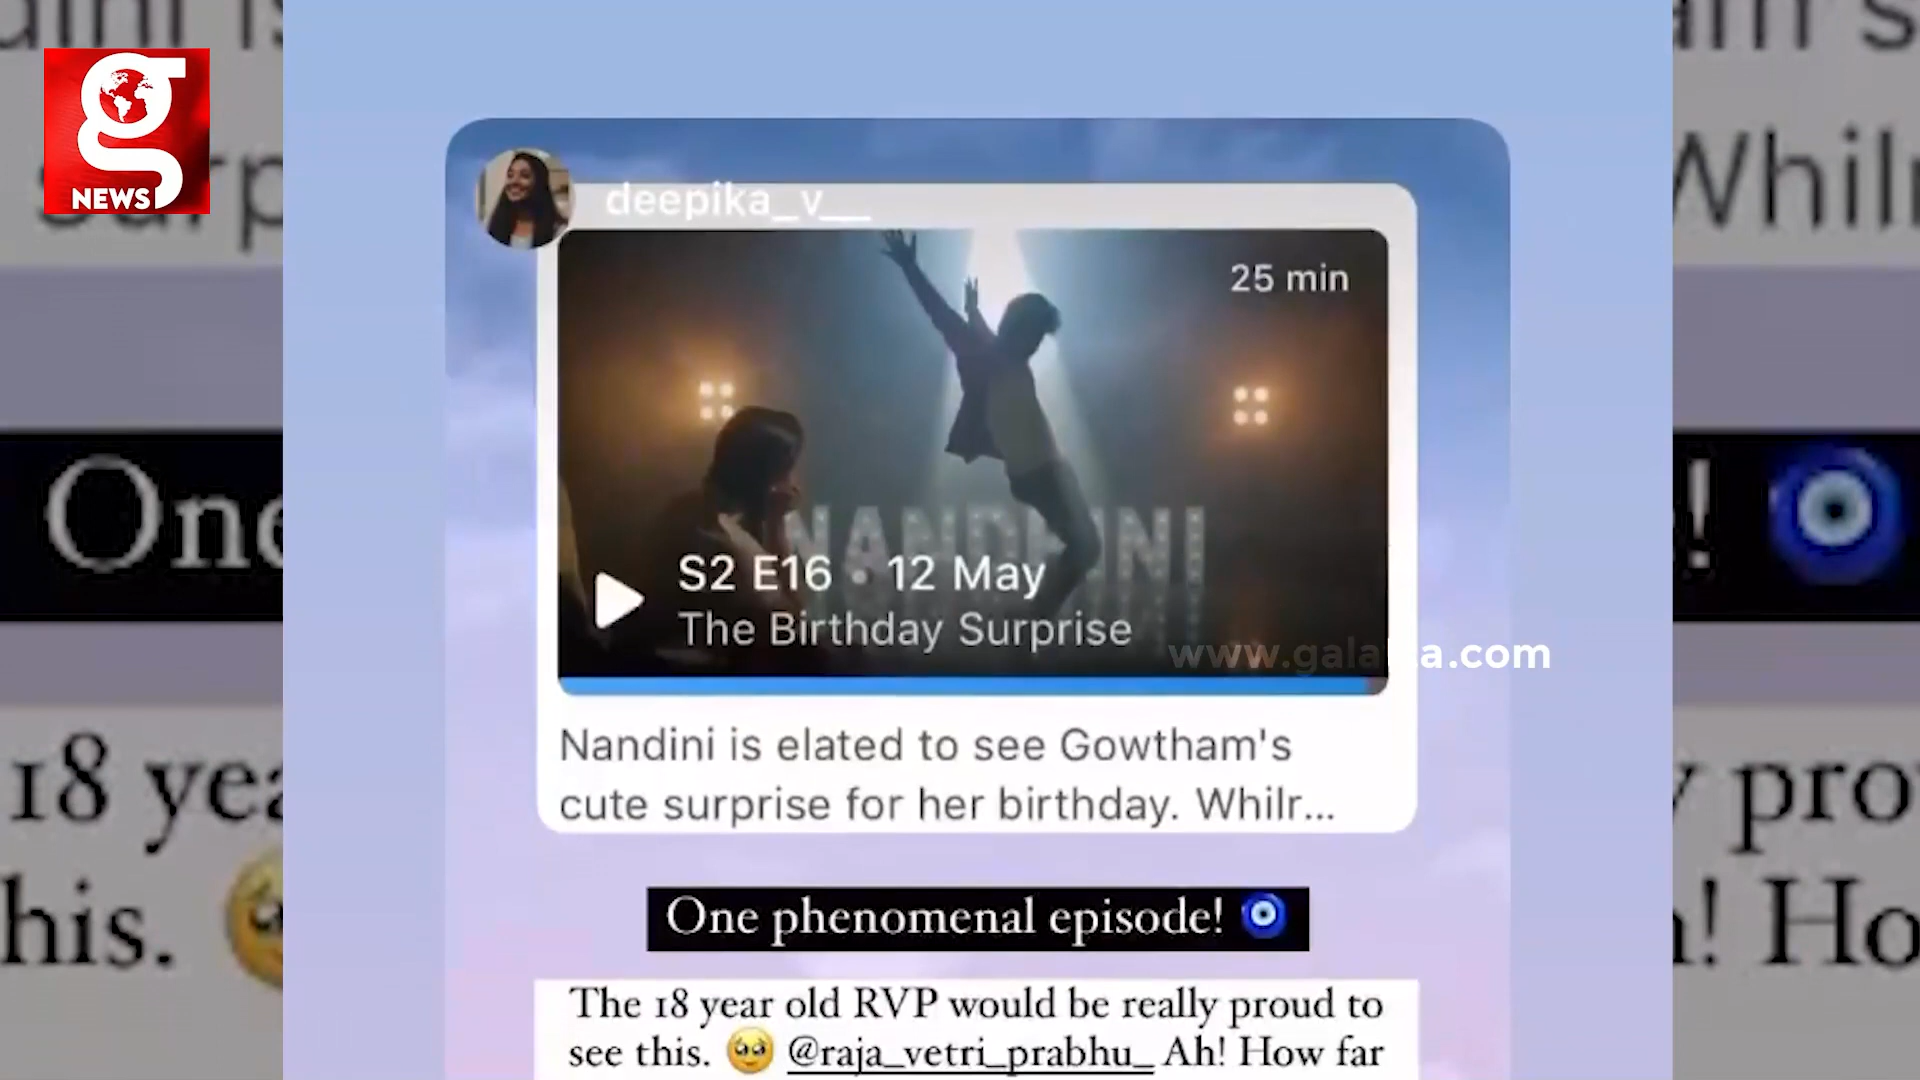 NEWS
deepika_v__
25 min
NANDHINI
S2 E16 • 12 May
The Birthday Surprise
www.galatta.com
Nandini is elated to see Gowtham's
cute surprise for her birthday. Whilr...
One phenomenal episode!
The 18 year old RVP would be really proud to
see this. 🥹 @raja_vetri_prabhu_ Ah! How far